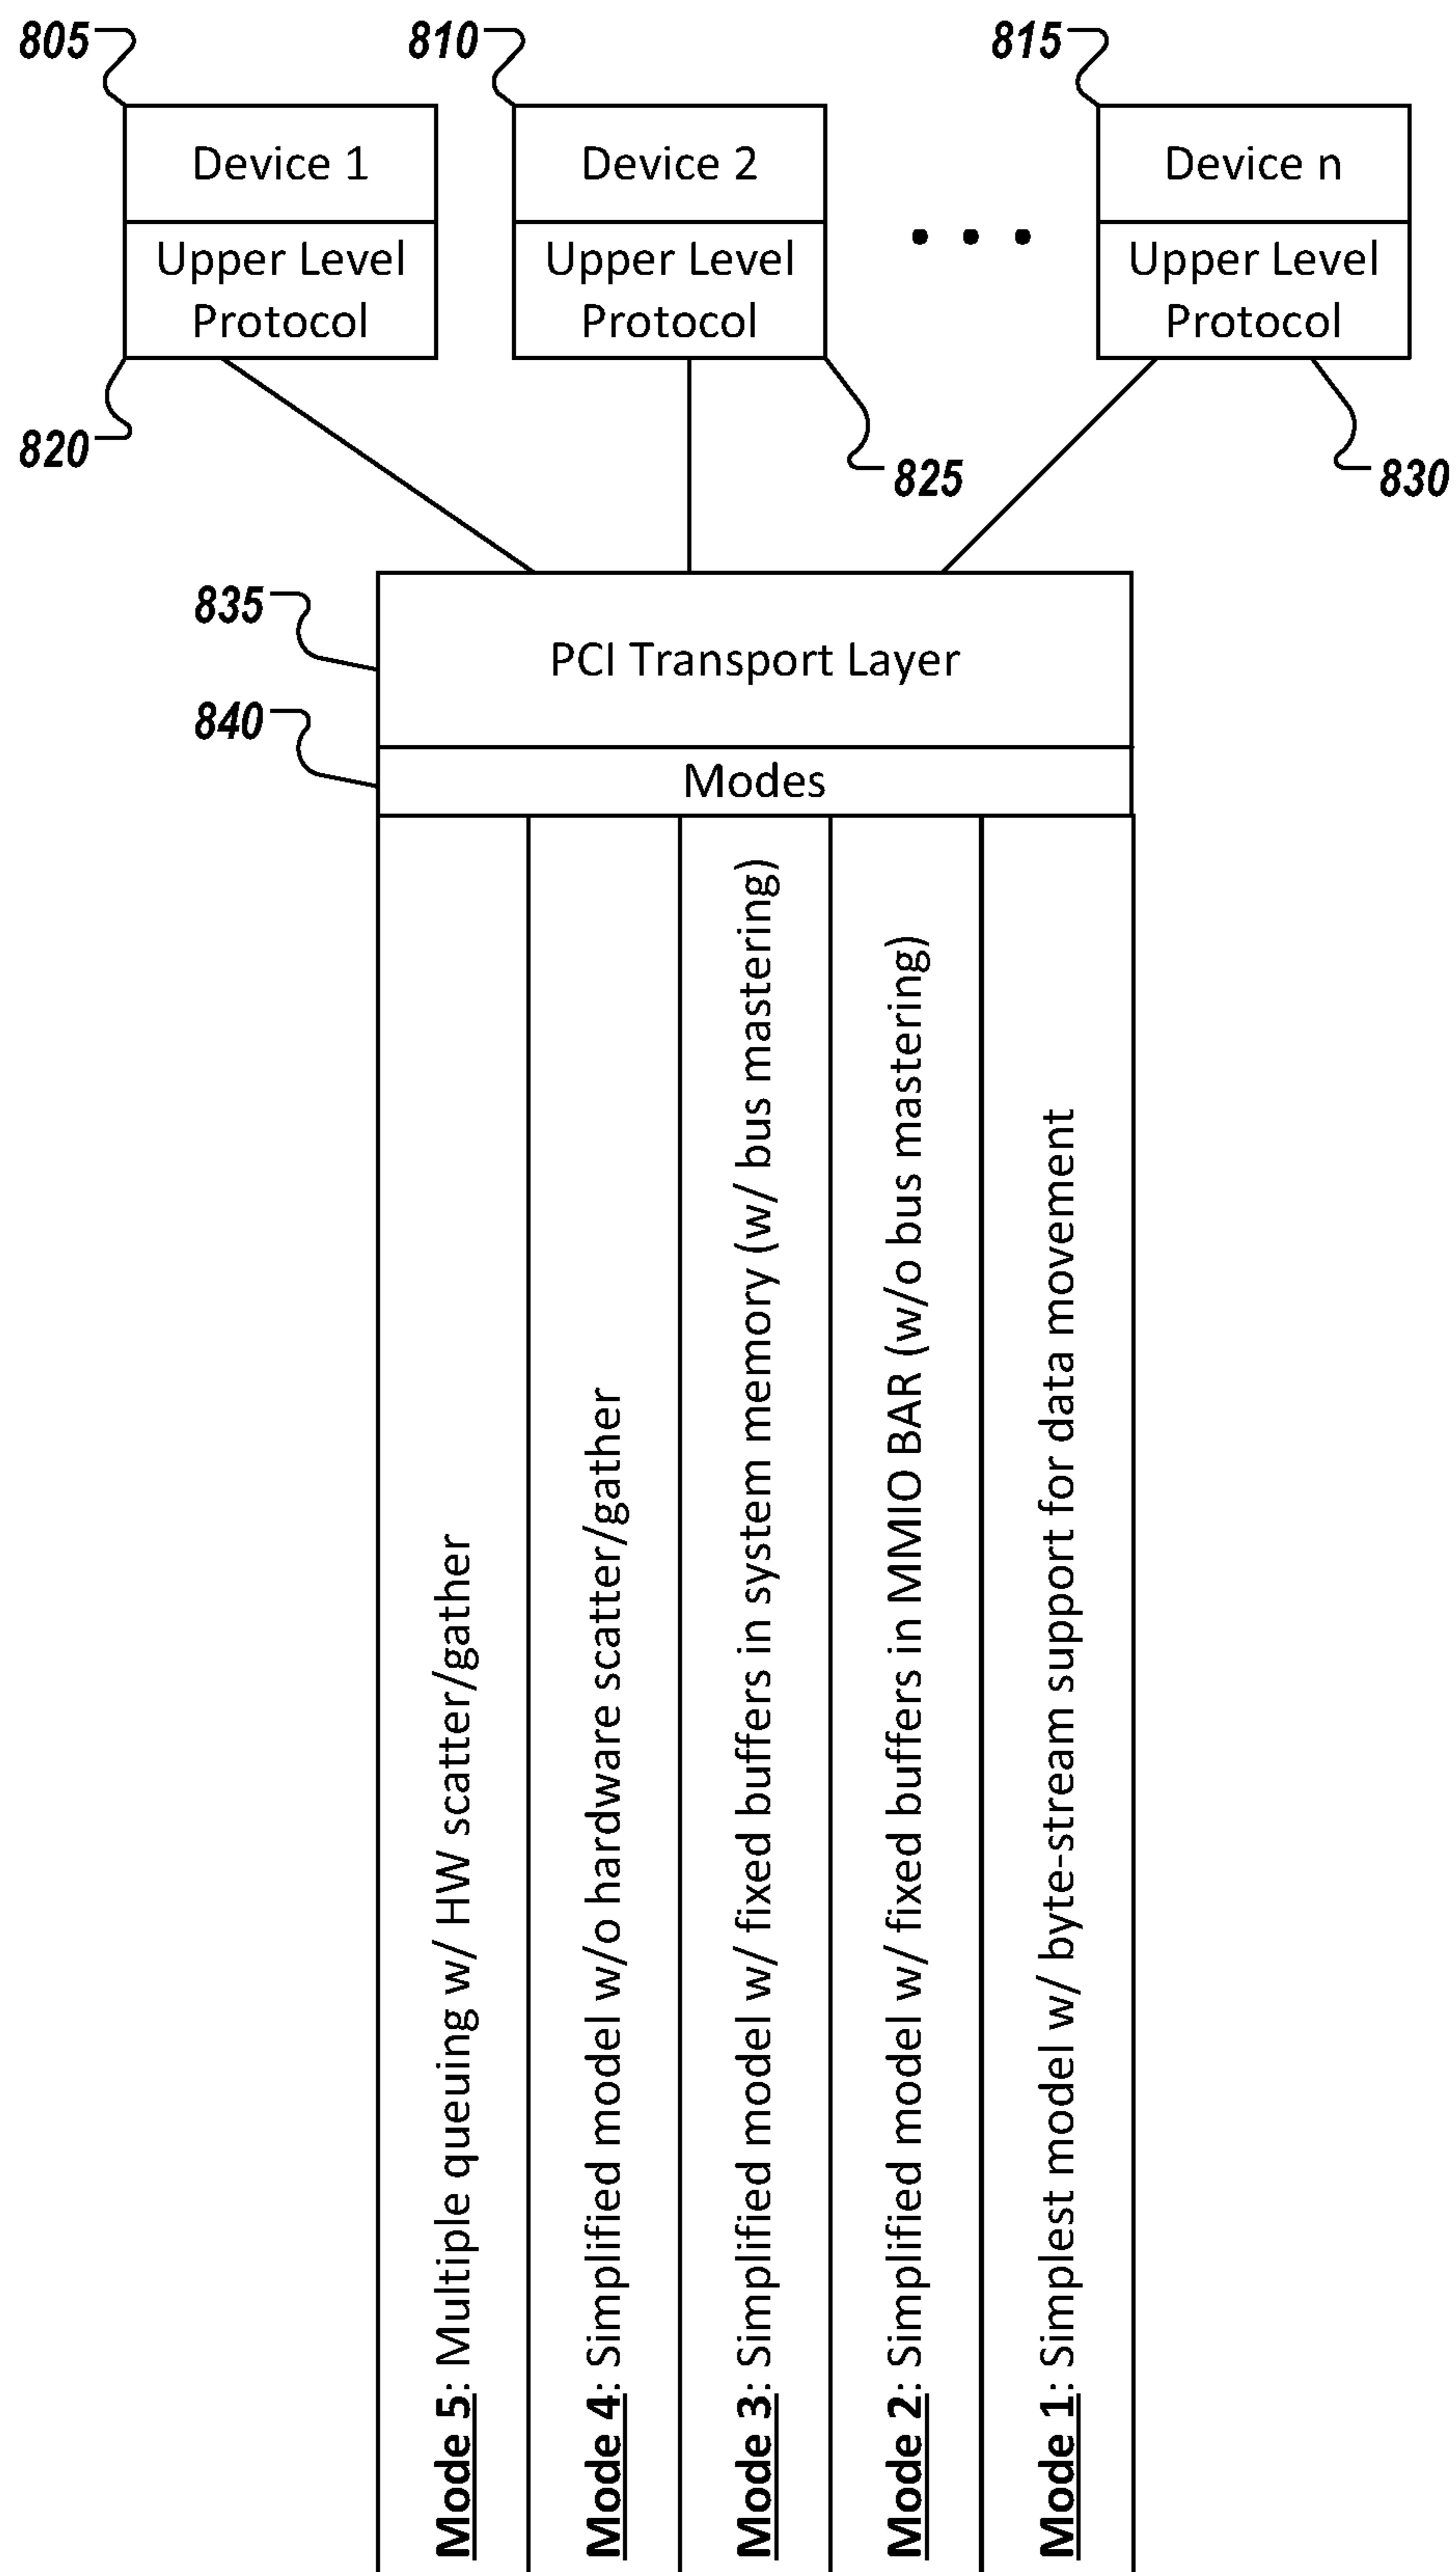 805
810
815
Device 1
Upper Level
Protocol
Device 2
Upper Level
Protocol
Device n
Upper Level
Protocol
820
825
830
835
PCI Transport Layer
840
Modes
Mode 5: Multiple queuing w/ HW scatter/gather
Mode 4: Simplified model w/o hardware scatter/gather
Mode 3: Simplified model w/ fixed buffers in system memory (w/ bus mastering)
Mode 2: Simplified model w/ fixed buffers in MMIO BAR (w/o bus mastering)
Mode 1: Simplest model w/ byte-stream support for data movement